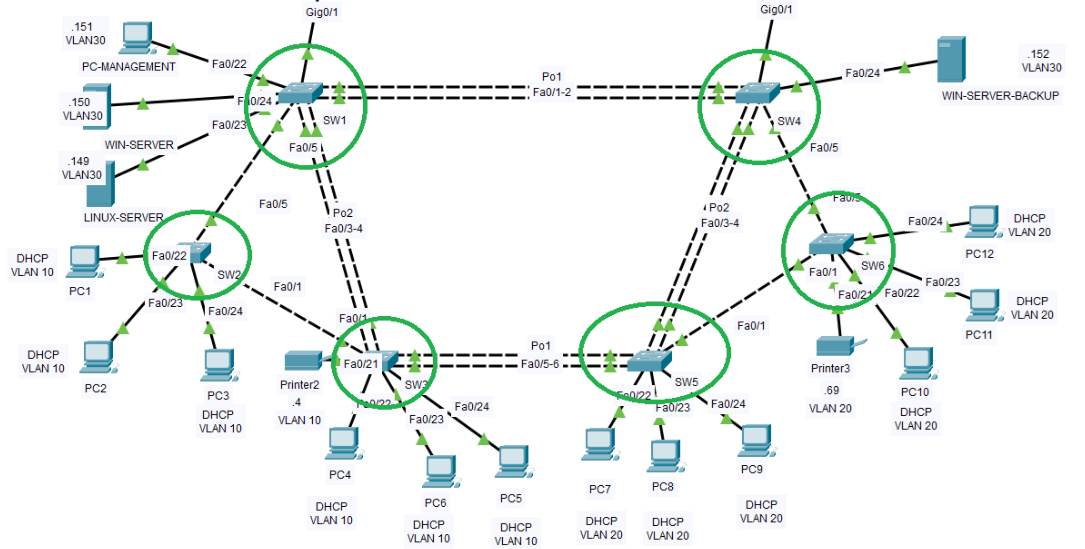 .151
VLAN30
PC-MANAGEMENT
Fa0/22
Gig0/1
.150
VLAN30
WIN-SERVER
Fa0/24
Fa0/23
SW1
Fa0/5
.149
VLAN30
LINUX-SERVER
Po1
Fa0/1-2
Gig0/1
Fa0/24
.152
VLAN30
WIN-SERVER-BACKUP
SW4
Fa0/5
Fa0/5
Po2
Fa0/3-4
Po2
Fa0/3-4
Fa0/5
Fa0/24
DHCP
VLAN 20
PC12
DHCP
VLAN 10
PC1
Fa0/22
SW2
Fa0/23
Fa0/24
Fa0/1
SW6
Fa0/1
Fa0/21
Fa0/22
Fa0/23
PC11
DHCP
VLAN 20
DHCP
VLAN 10
PC2
PC3
DHCP
VLAN 10
Fa0/1
Fa0/1
Printer2
.4
VLAN 10
Fa0/21
SW3
Fa0/22
Fa0/23
Fa0/24
Po1
Fa0/5-6
SW5
Fa0/22
Fa0/23
Fa0/24
Printer3
.69
VLAN 20
PC10
DHCP
VLAN 20
PC4
DHCP
VLAN 10
PC6
DHCP
VLAN 10
PC5
DHCP
VLAN 10
PC7
DHCP
VLAN 20
PC8
DHCP
VLAN 20
PC9
DHCP
VLAN 20